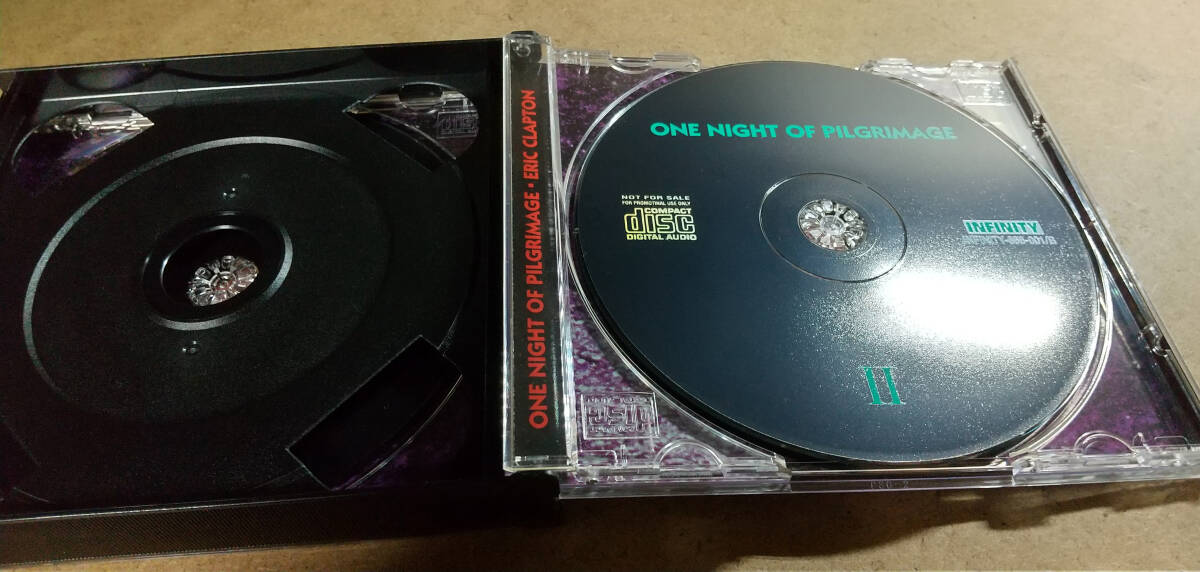 ONE NIGHT OF PILGRIMAGE • ERIC CLAPTON
ONE NIGHT OF PILGRIMAGE
NOT FOR SALE
FOR PROMOTIONAL USE ONLY
COMPACT
disc
DIGITAL AUDIO
INFINITY
II